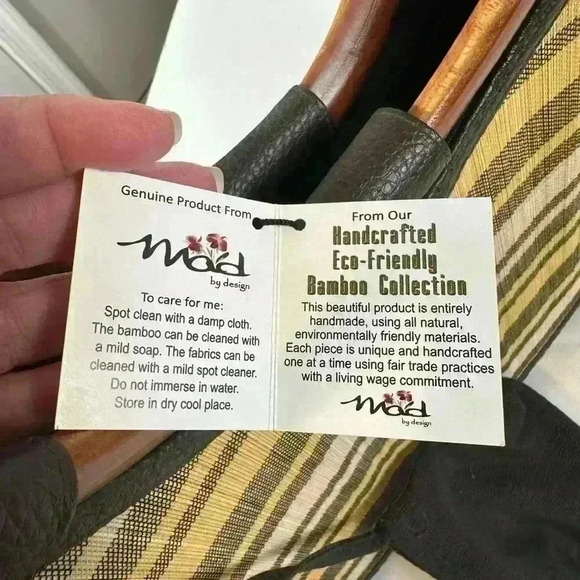 Genuine Product From
Mad
by design
To care for me:
Spot clean with a damp cloth.
The bamboo can be cleaned with
a mild soap. The fabrics can be
cleaned with a mild spot cleaner.
Do not immerse in water.
Store in dry cool place.
From Our
Handcrafted
Eco-Friendly
Bamboo Collection
This beautiful product is entirely
handmade, using all natural,
environmentally friendly materials.
Each piece is unique and handcrafted
one at a time using fair trade practices
with a living wage commitment.
Mad
by design